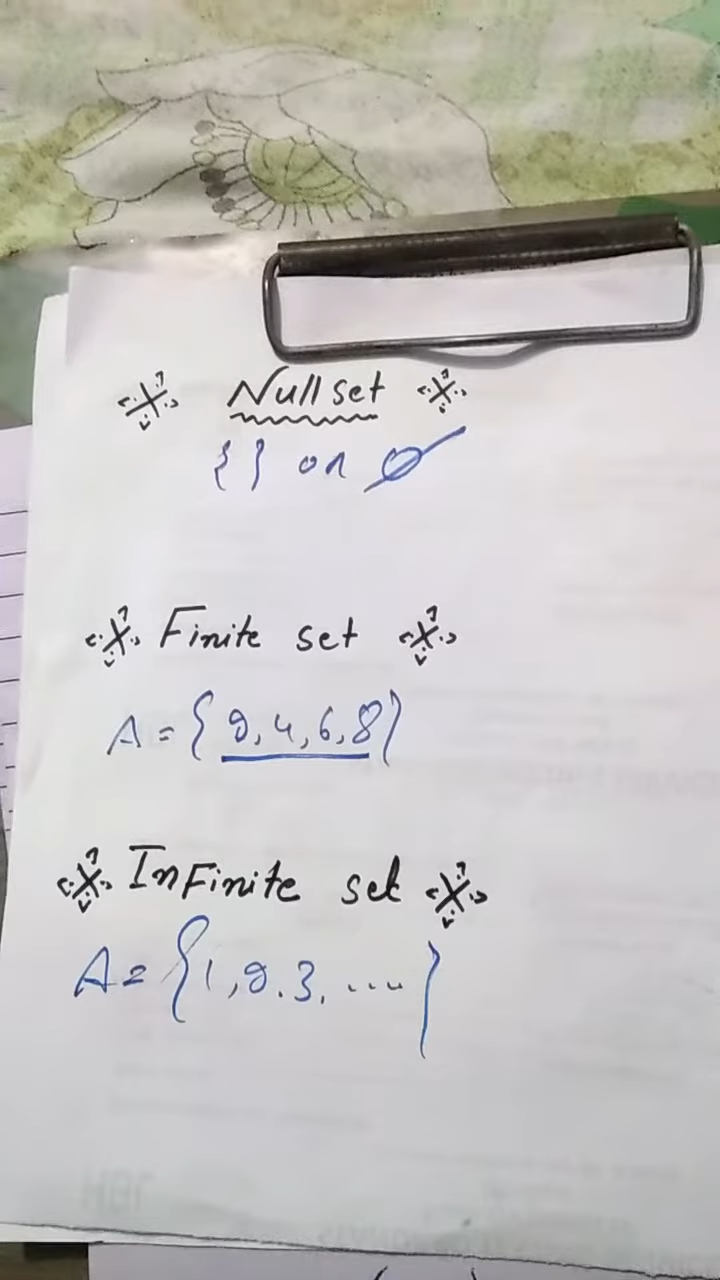 Null set
{ } or ∅
Finite set
A = { 2, 4, 6, 8 }
Infinite set
A = { 1, 2. 3, .... }